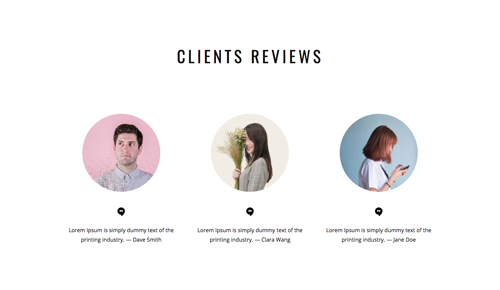 CLIENTS REVIEWS
Lorem Ipsum is simply dummy text of the
printing industry. — Dave Smith
Lorem Ipsum is simply dummy text of the
printing industry. — Clara Wang
Lorem Ipsum is simply dummy text of the
printing industry. — Jane Doe